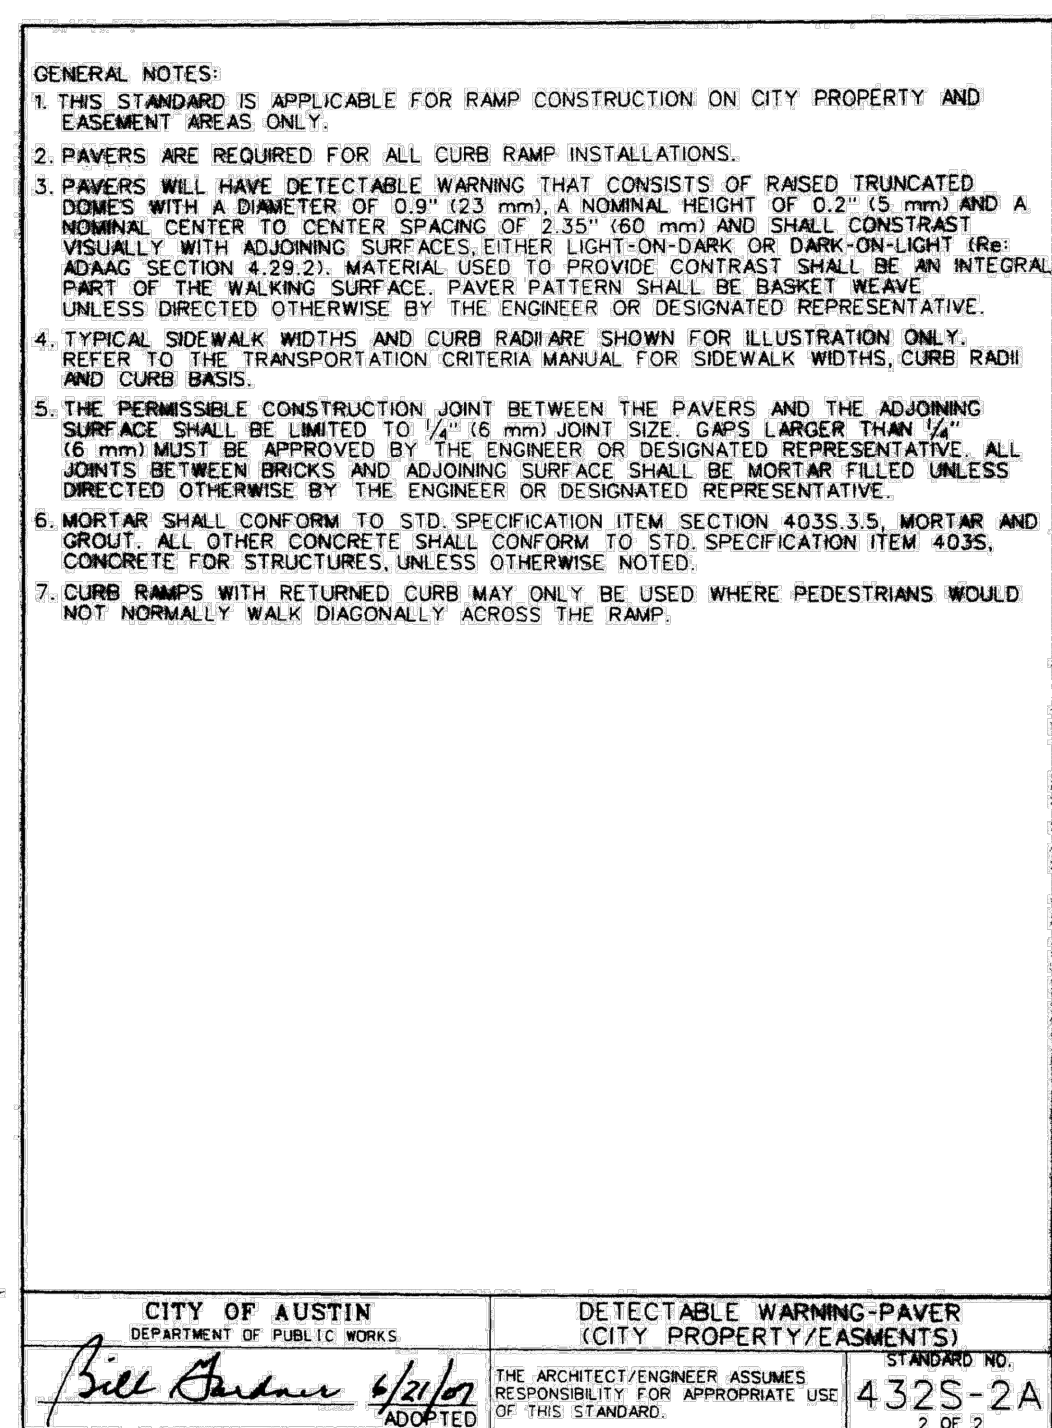 GENERAL NOTES:
1. THIS STANDARD IS APPLICABLE FOR RAMP CONSTRUCTION ON CITY PROPERTY AND
EASEMENT AREAS ONLY.
2. PAVERS ARE REQUIRED FOR ALL CURB RAMP INSTALLATIONS.
3. PAVERS WILL HAVE DETECTABLE WARNING THAT CONSISTS OF RAISED TRUNCATED
DOMES WITH A DIAMETER OF 0.9" (23 mm), A NOMINAL HEIGHT OF 0.2" (5 mm) AND A
NOMINAL CENTER TO CENTER SPACING OF 2.35" (60 mm) AND SHALL CONSTRAST
VISUALLY WITH ADJOINING SURFACES, EITHER LIGHT-ON-DARK OR DARK-ON-LIGHT (Re:
ADAAG SECTION 4.29.2). MATERIAL USED TO PROVIDE CONTRAST SHALL BE AN INTEGRAL
PART OF THE WALKING SURFACE. PAVER PATTERN SHALL BE BASKET WEAVE
UNLESS DIRECTED OTHERWISE BY THE ENGINEER OR DESIGNATED REPRESENTATIVE.
4. TYPICAL SIDEWALK WIDTHS AND CURB RADII ARE SHOWN FOR ILLUSTRATION ONLY.
REFER TO THE TRANSPORTATION CRITERIA MANUAL FOR SIDEWALK WIDTHS, CURB RADII
AND CURB BASIS.
5. THE PERMISSIBLE CONSTRUCTION JOINT BETWEEN THE PAVERS AND THE ADJOINING
SURFACE SHALL BE LIMITED TO 1/4" (6 mm) JOINT SIZE. GAPS LARGER THAN 1/4"
(6 mm) MUST BE APPROVED BY THE ENGINEER OR DESIGNATED REPRESENTATIVE. ALL
JOINTS BETWEEN BRICKS AND ADJOINING SURFACE SHALL BE MORTAR FILLED UNLESS
DIRECTED OTHERWISE BY THE ENGINEER OR DESIGNATED REPRESENTATIVE.
6. MORTAR SHALL CONFORM TO STD. SPECIFICATION ITEM SECTION 403S.3.5, MORTAR AND
GROUT. ALL OTHER CONCRETE SHALL CONFORM TO STD. SPECIFICATION ITEM 403S,
CONCRETE FOR STRUCTURES, UNLESS OTHERWISE NOTED.
7. CURB RAMPS WITH RETURNED CURB MAY ONLY BE USED WHERE PEDESTRIANS WOULD
NOT NORMALLY WALK DIAGONALLY ACROSS THE RAMP.
CITY OF AUSTIN
DEPARTMENT OF PUBLIC WORKS
Bill Gardner 6/21/07
ADOPTED
DETECTABLE WARNING-PAVER
(CITY PROPERTY/EASMENTS)
THE ARCHITECT/ENGINEER ASSUMES
RESPONSIBILITY FOR APPROPRIATE USE
OF THIS STANDARD.
STANDARD NO.
432S-2A
2 OF 2